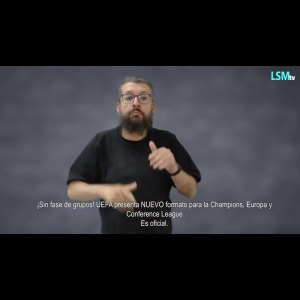 LSMtv
¡Sin fase de grupos! UEFA presenta NUEVO formato para la Champions, Europa y
Conference League
Es oficial.